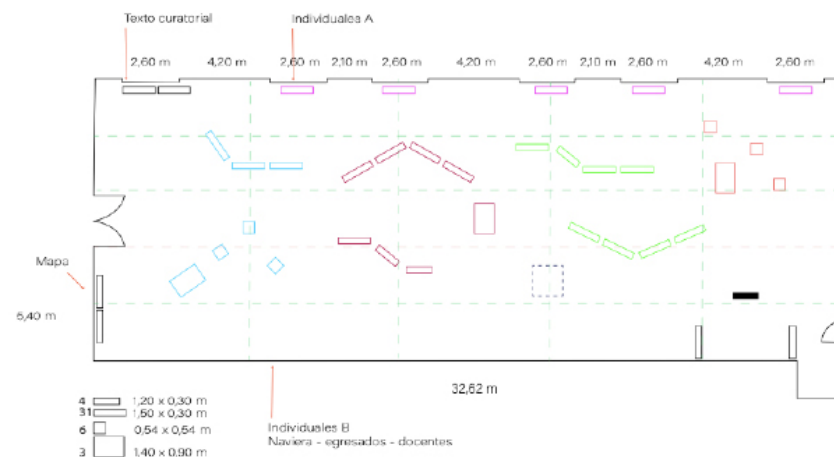 Texto curatorial
Individuales A
2,60 m
4,20 m
2,60 m
2,10 m
2,60 m
4,20 m
2,60 m
2,10 m
2,60 m
4,20 m
2,60 m
Mapa
5,40 m
32,62 m
4 1,20 x 0,30 m
31 1,50 x 0,30 m
6 0,54 x 0,54 m
3 1,40 x 0,90 m
Individuales B
Naviera - egresados - docentes